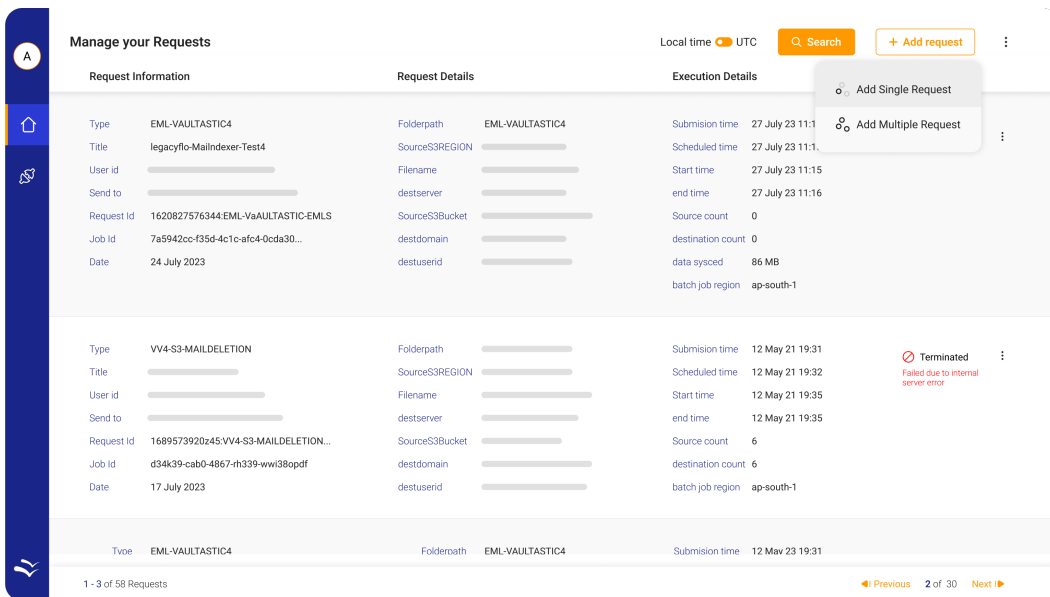 A
Manage your Requests
Local time UTC
Search
+ Add request
Request Information
Request Details
Execution Details
Add Single Request
Add Multiple Request
Type EML-VAULTASTIC4
Folderpath EML-VAULTASTIC4
Submision time 27 July 23 11:1
Title legacyflo-MailIndexer-Test4
SourceS3REGION
Scheduled time 27 July 23 11:1
User id
Filename
Start time 27 July 23 11:15
Send to
destserver
end time 27 July 23 11:16
Request Id 1620827576344:EML-VaAULTASTIC-EMLS
SourceS3Bucket
Source count 0
Job Id 7a5942cc-f35d-4c1c-afc4-0cda30...
destdomain
destination count 0
Date 24 July 2023
destuserid
data sysced 86 MB
batch job region ap-south-1
Type VV4-S3-MAILDELETION
Folderpath
Submision time 12 May 21 19:31
Terminated
Title
SourceS3REGION
Scheduled time 12 May 21 19:32
Failed due to internal
server error
User id
Filename
Start time 12 May 21 19:35
Send to
destserver
end time 12 May 21 19:35
Request Id 1689573920z45:VV4-S3-MAILDELETION...
SourceS3Bucket
Source count 6
Job Id d34k39-cab0-4867-rh339-wwi38opdf
destdomain
destination count 6
Date 17 July 2023
destuserid
batch job region ap-south-1
Type EML-VAULTASTIC4
Folderpath EML-VAULTASTIC4
Submision time 12 May 23 19:31
1 - 3 of 58 Requests
Previous 2 of 30 Next